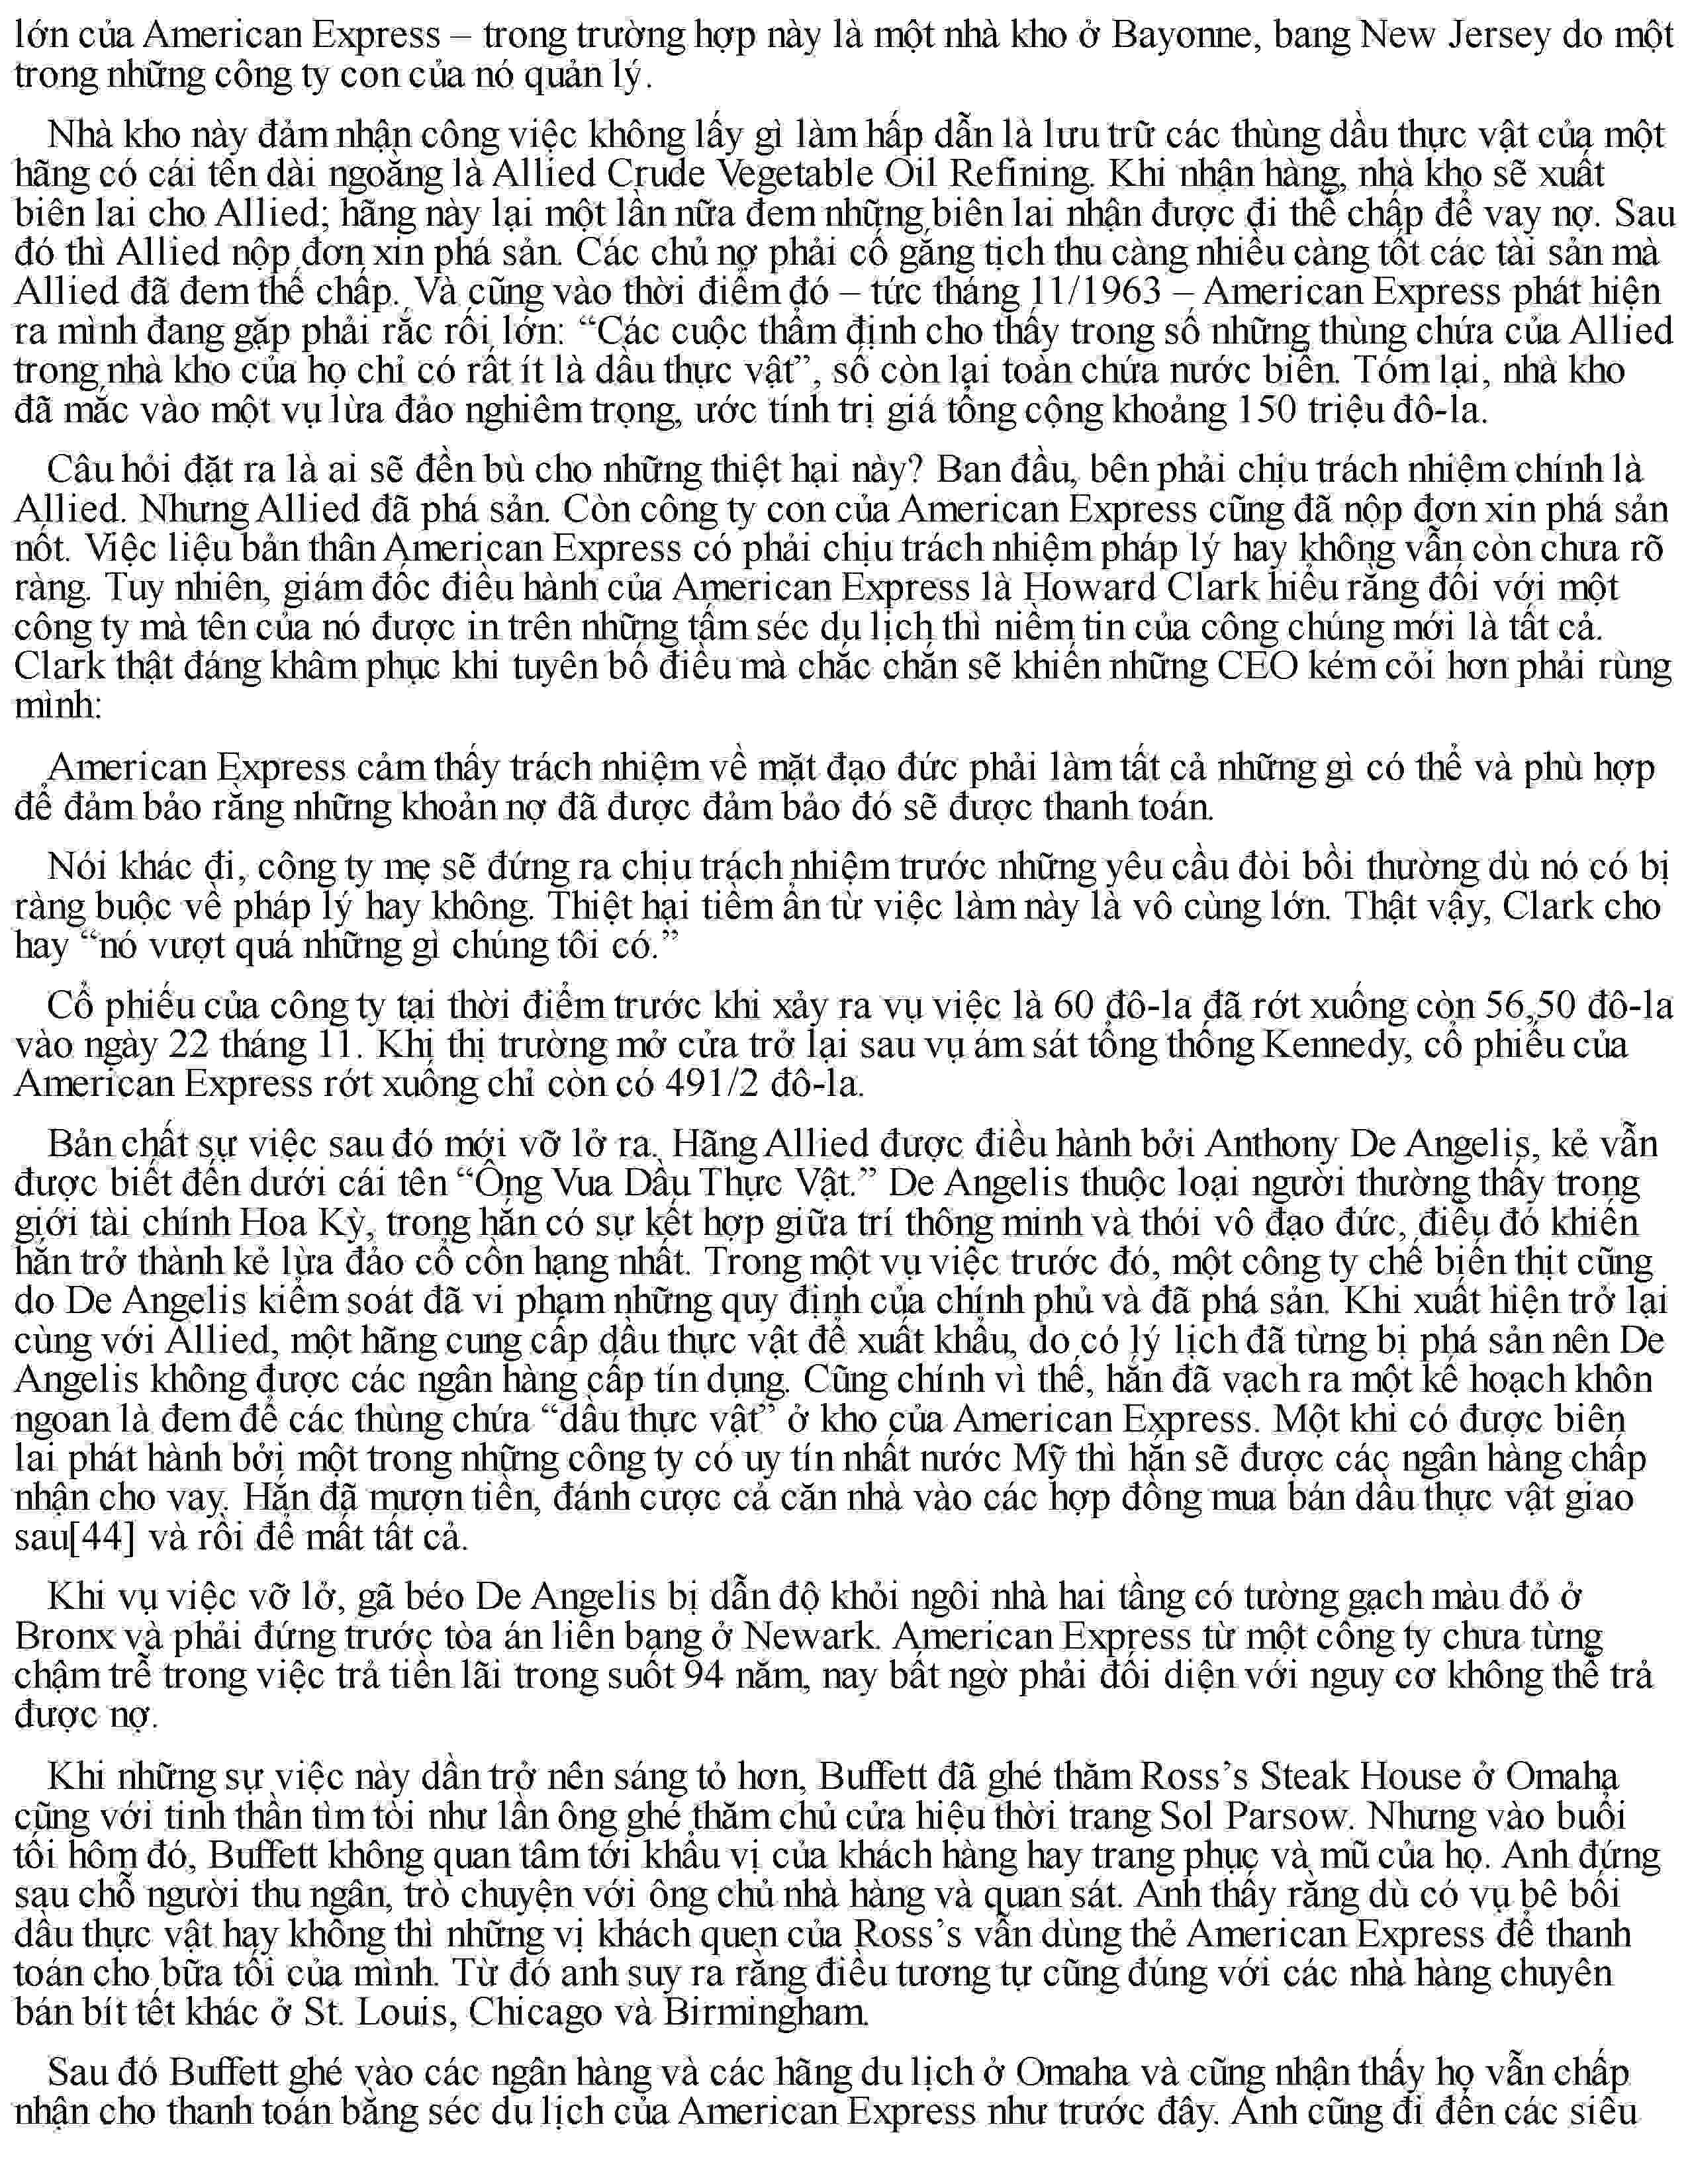 lớn của American Express – trong trường hợp này là một nhà kho ở Bayonne, bang New Jersey do một
trong những công ty con của nó quản lý.
Nhà kho này đảm nhận công việc không lấy gì làm hấp dẫn là lưu trữ các thùng dầu thực vật của một
hãng có cái tên dài ngoằng là Allied Crude Vegetable Oil Refining. Khi nhận hàng, nhà kho sẽ xuất
biên lai cho Allied; hãng này lại một lần nữa đem những biên lai nhận được đi thế chấp để vay nợ. Sau
đó thì Allied nộp đơn xin phá sản. Các chủ nợ phải cố gắng tịch thu càng nhiều càng tốt các tài sản mà
Allied đã đem thế chấp. Và cũng vào thời điểm đó – tức tháng 11/1963 – American Express phát hiện
ra mình đang gặp phải rắc rối lớn: “Các cuộc thẩm định cho thấy trong số những thùng chứa của Allied
trong nhà kho của họ chỉ có rất ít là dầu thực vật”, số còn lại toàn chứa nước biển. Tóm lại, nhà kho
đã mắc vào một vụ lừa đảo nghiêm trọng, ước tính trị giá tổng cộng khoảng 150 triệu đô-la.
Câu hỏi đặt ra là ai sẽ đền bù cho những thiệt hại này? Ban đầu, bên phải chịu trách nhiệm chính là
Allied. Nhưng Allied đã phá sản. Còn công ty con của American Express cũng đã nộp đơn xin phá sản
nốt. Việc liệu bản thân American Express có phải chịu trách nhiệm pháp lý hay không vẫn còn chưa rõ
ràng. Tuy nhiên, giám đốc điều hành của American Express là Howard Clark hiểu rằng đối với một
công ty mà tên của nó được in trên những tấm séc du lịch thì niềm tin của công chúng mới là tất cả.
Clark thật đáng khâm phục khi tuyên bố điều mà chắc chắn sẽ khiến những CEO kém cỏi hơn phải rùng
mình:
American Express cảm thấy trách nhiệm về mặt đạo đức phải làm tất cả những gì có thể và phù hợp
để đảm bảo rằng những khoản nợ đã được đảm bảo đó sẽ được thanh toán.
Nói khác đi, công ty mẹ sẽ đứng ra chịu trách nhiệm trước những yêu cầu đòi bồi thường dù nó có bị
ràng buộc về pháp lý hay không. Thiệt hại tiềm ẩn từ việc làm này là vô cùng lớn. Thật vậy, Clark cho
hay “nó vượt quá những gì chúng tôi có.”
Cổ phiếu của công ty tại thời điểm trước khi xảy ra vụ việc là 60 đô-la đã rớt xuống còn 56,50 đô-la
vào ngày 22 tháng 11. Khi thị trường mở cửa trở lại sau vụ ám sát tổng thống Kennedy, cổ phiếu của
American Express rớt xuống chỉ còn có 491/2 đô-la.
Bản chất sự việc sau đó mới vỡ lở ra. Hãng Allied được điều hành bởi Anthony De Angelis, kẻ vẫn
được biết đến dưới cái tên “Ông Vua Dầu Thực Vật.” De Angelis thuộc loại người thường thấy trong
giới tài chính Hoa Kỳ, trong hắn có sự kết hợp giữa trí thông minh và thói vô đạo đức, điều đó khiến
hắn trở thành kẻ lừa đảo cổ cồn hạng nhất. Trong một vụ việc trước đó, một công ty chế biến thịt cũng
do De Angelis kiểm soát đã vi phạm những quy định của chính phủ và đã phá sản. Khi xuất hiện trở lại
cùng với Allied, một hãng cung cấp dầu thực vật để xuất khẩu, do có lý lịch đã từng bị phá sản nên De
Angelis không được các ngân hàng cấp tín dụng. Cũng chính vì thế, hắn đã vạch ra một kế hoạch khôn
ngoan là đem để các thùng chứa “dầu thực vật” ở kho của American Express. Một khi có được biên
lai phát hành bởi một trong những công ty có uy tín nhất nước Mỹ thì hắn sẽ được các ngân hàng chấp
nhận cho vay. Hắn đã mượn tiền, đánh cược cả căn nhà vào các hợp đồng mua bán dầu thực vật giao
sau[44] và rồi để mất tất cả.
Khi vụ việc vỡ lở, gã béo De Angelis bị dẫn độ khỏi ngôi nhà hai tầng có tường gạch màu đỏ ở
Bronx và phải đứng trước tòa án liên bang ở Newark. American Express từ một công ty chưa từng
chậm trễ trong việc trả tiền lãi trong suốt 94 năm, nay bất ngờ phải đối diện với nguy cơ không thể trả
được nợ.
Khi những sự việc này dần trở nên sáng tỏ hơn, Buffett đã ghé thăm Ross’s Steak House ở Omaha
cũng với tinh thần tìm tòi như lần ông ghé thăm chủ cửa hiệu thời trang Sol Parsow. Nhưng vào buổi
tối hôm đó, Buffett không quan tâm tới khẩu vị của khách hàng hay trang phục và mũ của họ. Anh đứng
sau chỗ người thu ngân, trò chuyện với ông chủ nhà hàng và quan sát. Anh thấy rằng dù có vụ bê bối
dầu thực vật hay không thì những vị khách quen của Ross’s vẫn dùng thẻ American Express để thanh
toán cho bữa tối của mình. Từ đó anh suy ra rằng điều tương tự cũng đúng với các nhà hàng chuyên
bán bít tết khác ở St. Louis, Chicago và Birmingham.
Sau đó Buffett ghé vào các ngân hàng và các hãng du lịch ở Omaha và cũng nhận thấy họ vẫn chấp
nhận cho thanh toán bằng séc du lịch của American Express như trước đây. Anh cũng đi đến các siêu